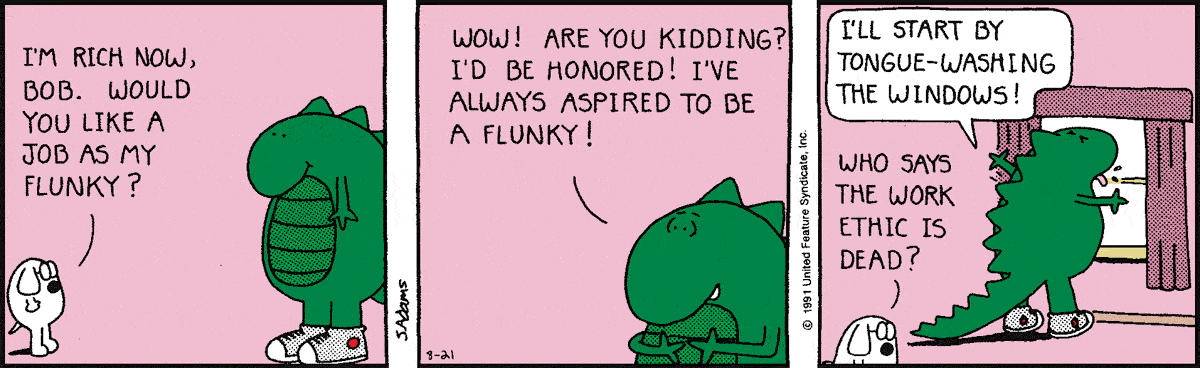 I'M RICH NOW,
BOB. WOULD
YOU LIKE A
JOB AS MY
FLUNKY?
S.Adams
WOW! ARE YOU KIDDING?
I'D BE HONORED! I'VE
ALWAYS ASPIRED TO BE
A FLUNKY!
8-21
© 1991 United Feature Syndicate, Inc.
I'LL START BY
TONGUE-WASHING
THE WINDOWS!
WHO SAYS
THE WORK
ETHIC IS
DEAD?